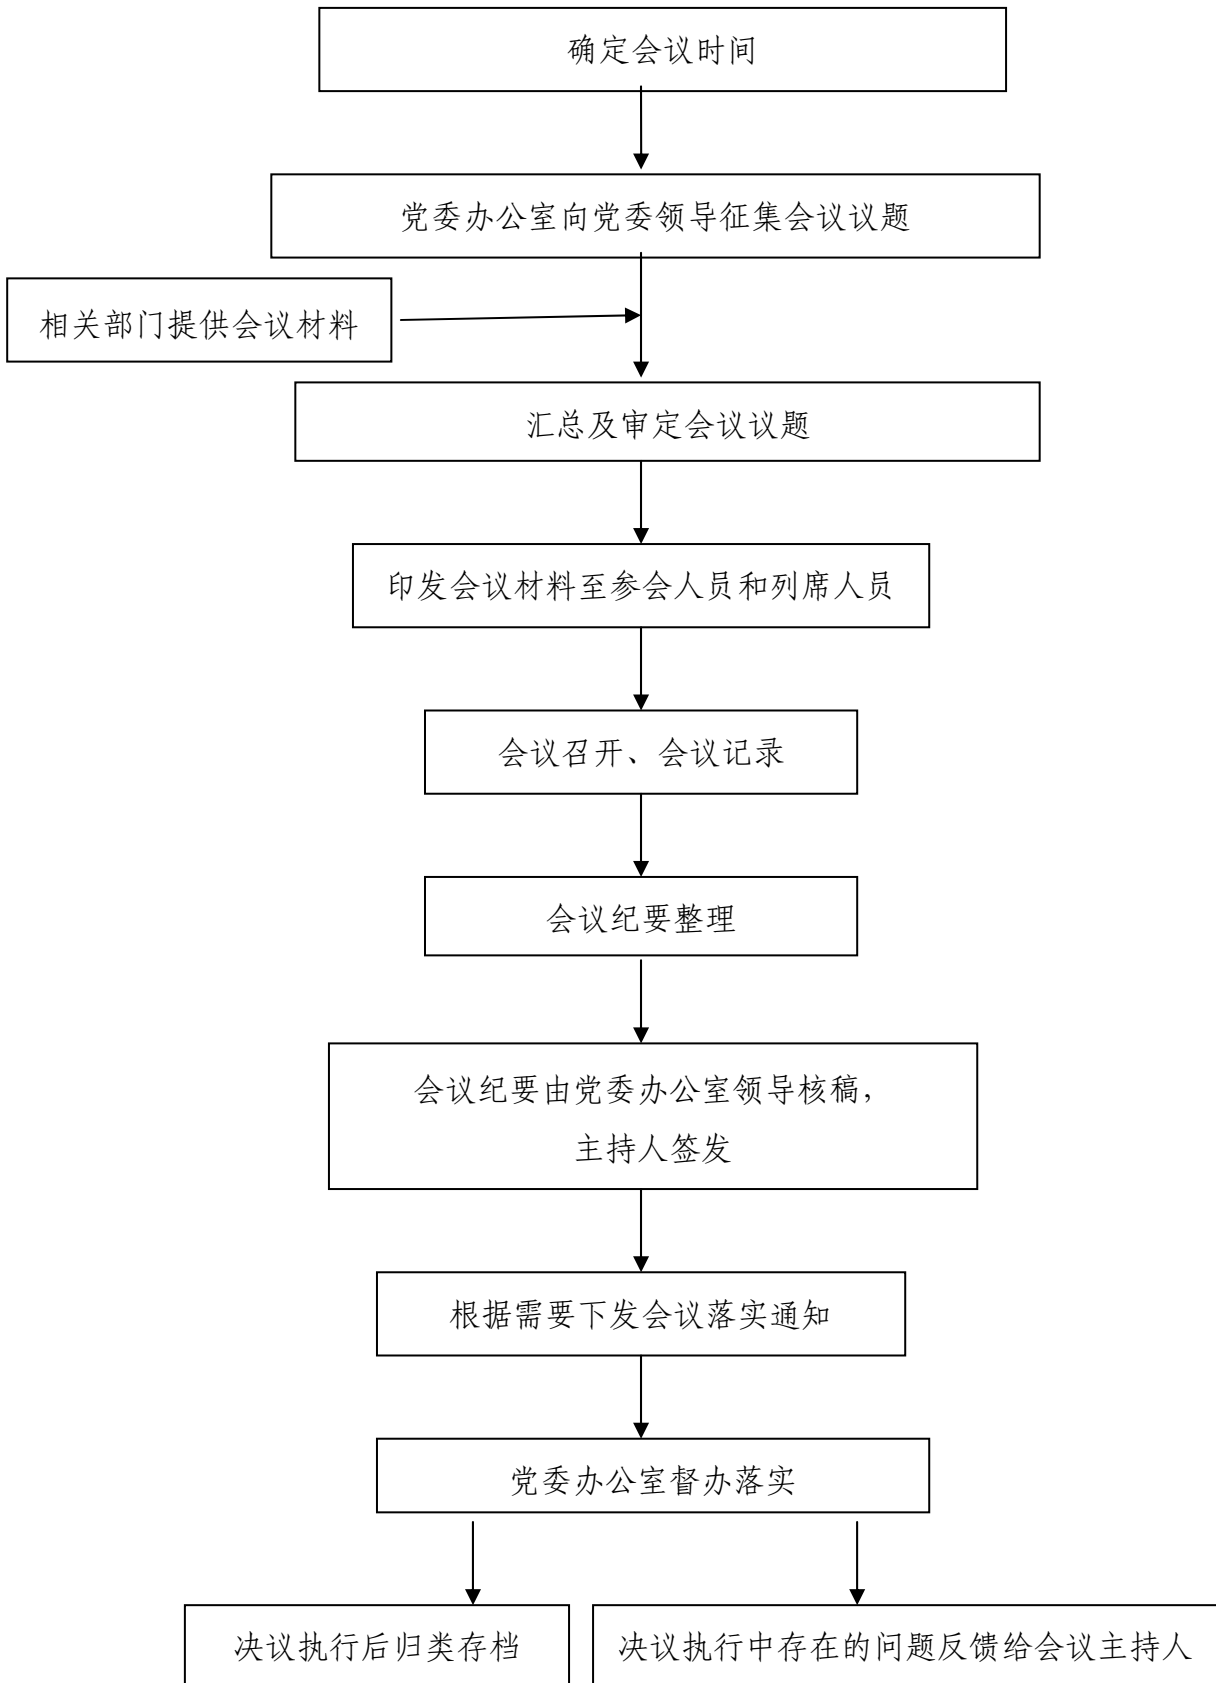 确定会议时间
党委办公室向党委领导征集会议议题
相关部门提供会议材料
汇总及审定会议议题
印发会议材料至参会人员和列席人员
会议召开、会议记录
会议纪要整理
会议纪要由党委办公室领导核稿，
主持人签发
根据需要下发会议落实通知
党委办公室督办落实
决议执行后归类存档
决议执行中存在的问题反馈给会议主持人